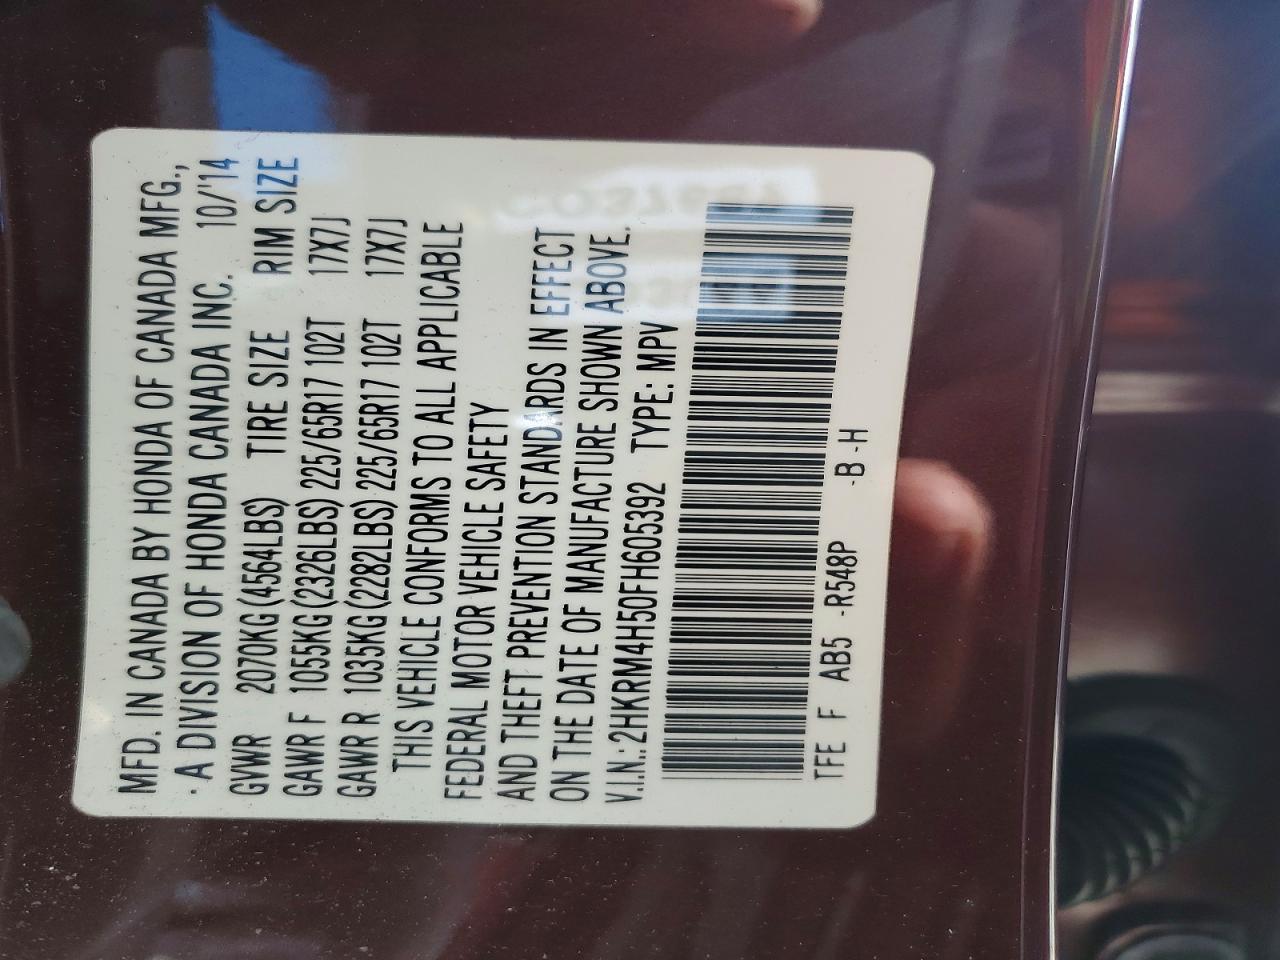 MFD. IN CANADA BY HONDA OF CANADA MFG.,
A DIVISION OF HONDA CANADA INC. 10/'14
GVWR 2070KG (4564LBS) TIRE SIZE RIM SIZE
GAWR F 1055KG (2326LBS) 225/65R17 102T 17X7J
GAWR R 1035KG (2282LBS) 225/65R17 102T 17X7J
THIS VEHICLE CONFORMS TO ALL APPLICABLE
FEDERAL MOTOR VEHICLE SAFETY
AND THEFT PREVENTION STANDARDS IN EFFECT
ON THE DATE OF MANUFACTURE SHOWN ABOVE.
V.I.N.: 2HKRM4H50FH605392 TYPE: MPV
TFE F AB5 -R548P -B -H